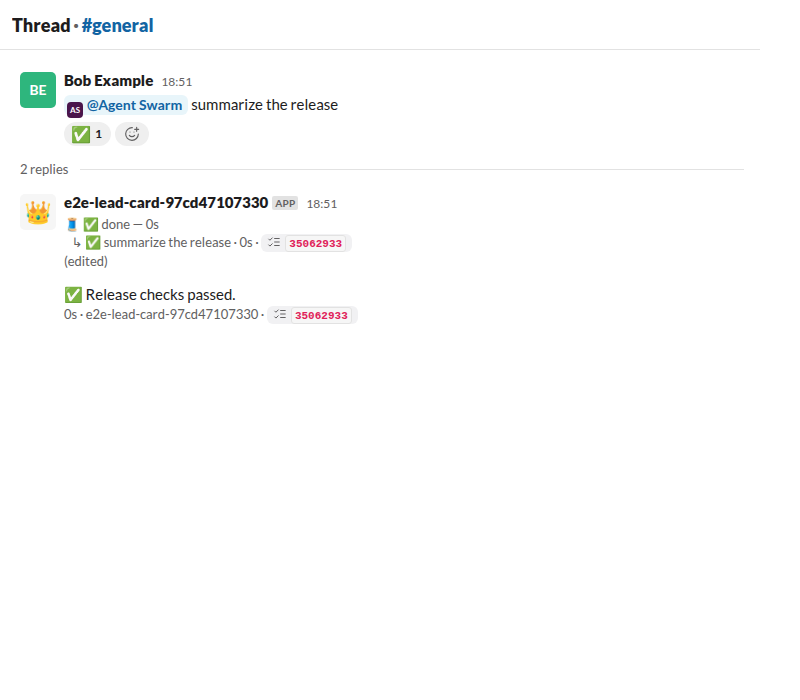 Thread • #general
BE
Bob Example 18:51
AS @Agent Swarm summarize the release
✅ 1
2 replies
e2e-lead-card-97cd47107330 APP 18:51
🧵 ✅ done — 0s
↳ ✅ summarize the release · 0s · 35062933
(edited)
✅ Release checks passed.
0s · e2e-lead-card-97cd47107330 · 35062933